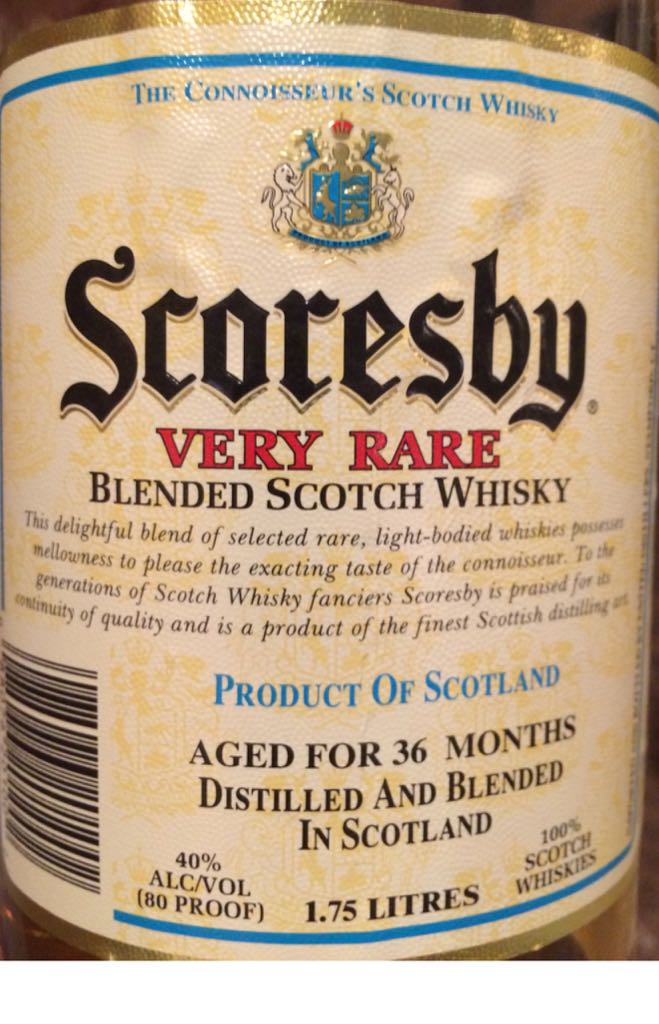 THE CONNOISSEUR'S SCOTCH WHISKY
Scoresby®
VERY RARE
BLENDED SCOTCH WHISKY
This delightful blend of selected rare, light-bodied whiskies possesses
mellowness to please the exacting taste of the connoisseur. To the
generations of Scotch Whisky fanciers Scoresby is praised for its
continuity of quality and is a product of the finest Scottish distilling art.
PRODUCT OF SCOTLAND
AGED FOR 36 MONTHS
DISTILLED AND BLENDED
IN SCOTLAND
40%
ALC/VOL
(80 PROOF)
1.75 LITRES
100%
SCOTCH
WHISKIES